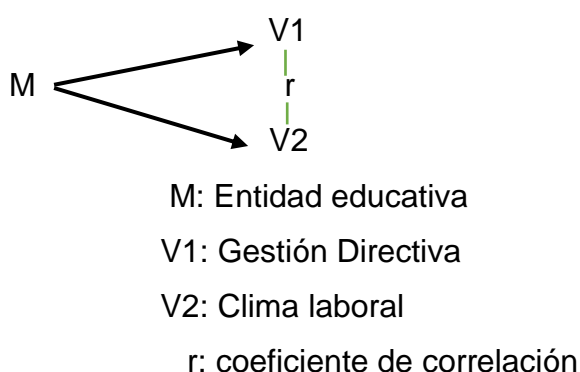 V1
M
r
V2
M: Entidad educativa
V1: Gestión Directiva
V2: Clima laboral
r: coeficiente de correlación